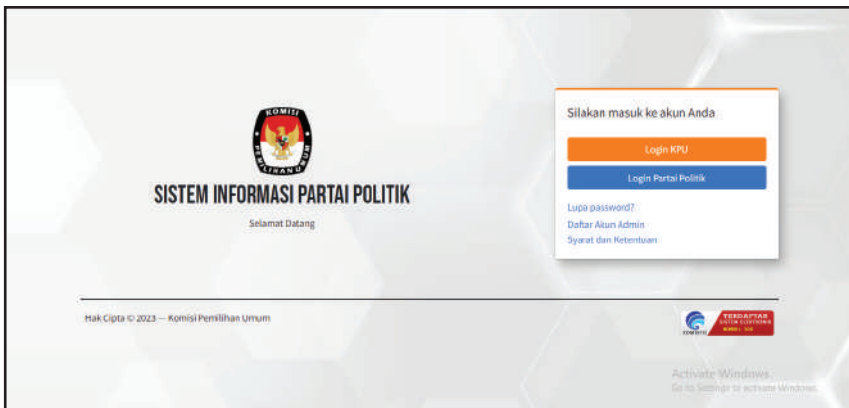 KOMISI
PEMILIHAN UMUM
SISTEM INFORMASI PARTAI POLITIK
Selamat Datang
Silakan masuk ke akun Anda
Login KPU
Login Partai Politik
Lupa password?
Daftar Akun Admin
Syarat dan Ketentuan
Hak Cipta © 2023 — Komisi Pemilihan Umum
KOMINFO
TERDAFTAR
SISTEM ELEKTRONIK
Activate Windows
Go to Settings to activate Windows.